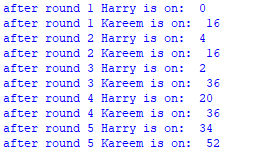 after round 1 Harry is on:  0
after round 1 Kareem is on:  16
after round 2 Harry is on:  4
after round 2 Kareem is on:  16
after round 3 Harry is on:  2
after round 3 Kareem is on:  36
after round 4 Harry is on:  20
after round 4 Kareem is on:  36
after round 5 Harry is on:  34
after round 5 Kareem is on:  52